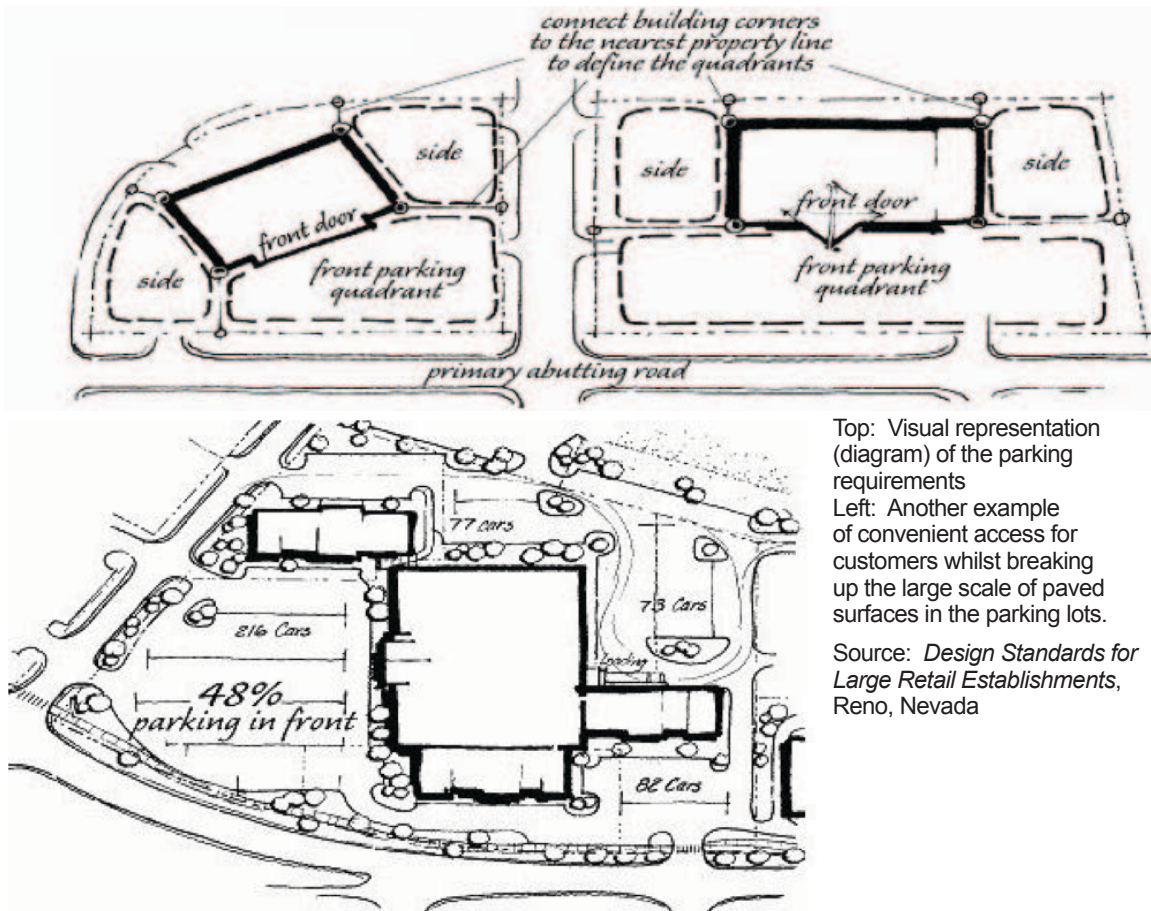 connect building corners
to the nearest property line
to define the quadrants
side
front door
side
front parking
quadrant
side
front door
side
front parking
quadrant
primary abutting road
77 Cars
73 Cars
216 Cars
Loading
48%
parking in front
82 Cars
Top: Visual representation
(diagram) of the parking
requirements
Left: Another example
of convenient access for
customers whilst breaking
up the large scale of paved
surfaces in the parking lots.
Source: Design Standards for
Large Retail Establishments,
Reno, Nevada